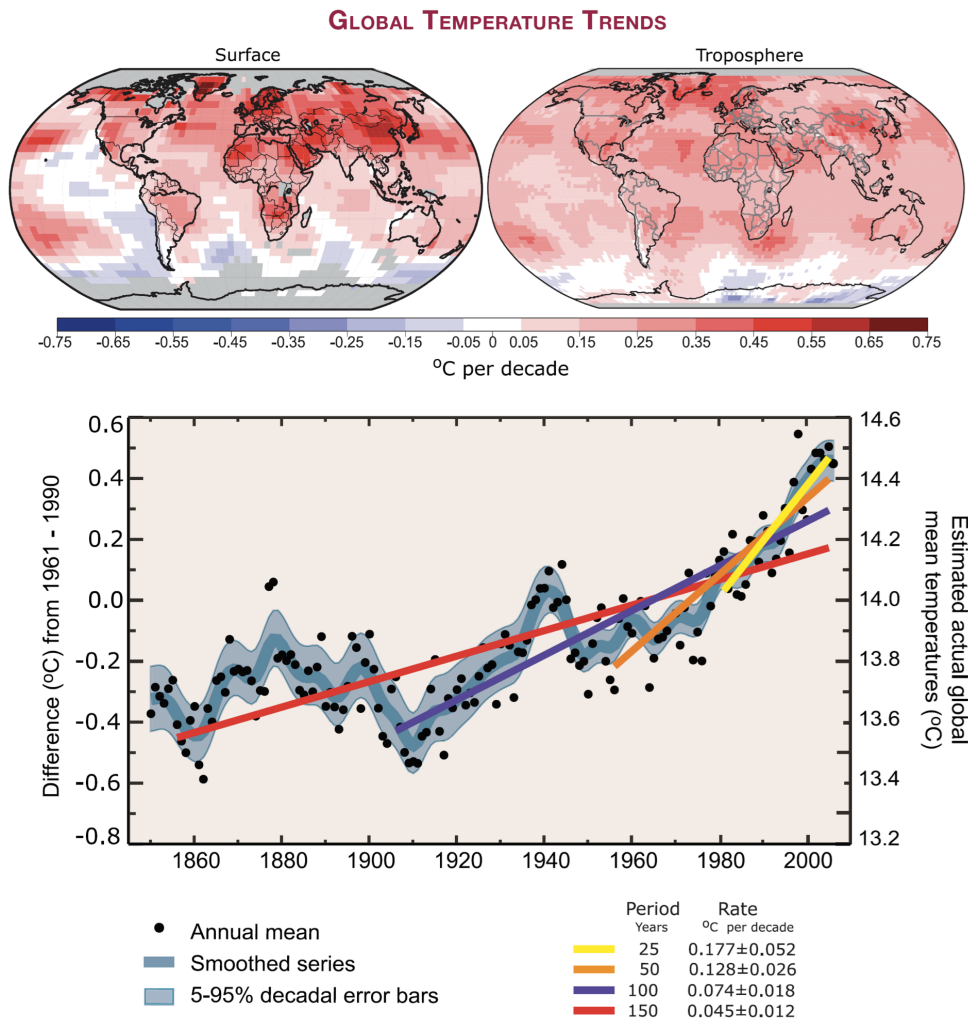 GLOBAL TEMPERATURE TRENDS
Surface
Troposphere
-0.75 -0.65 -0.55 -0.45 -0.35 -0.25 -0.15 -0.05 0 0.05 0.15 0.25 0.35 0.45 0.55 0.65 0.75
ºC per decade
Difference (ºC) from 1961 - 1990
0.6
0.4
0.2
0.0
-0.2
-0.4
-0.6
-0.8
14.6
14.4
14.2
14.0
13.8
13.6
13.4
13.2
Estimated actual global
mean temperatures
(ºC)
1860 1880 1900 1920 1940 1960 1980 2000
Annual mean
Smoothed series
5-95% decadal error bars
Period Rate
Years ºC per decade
25 0.177±0.052
50 0.128±0.026
100 0.074±0.018
150 0.045±0.012